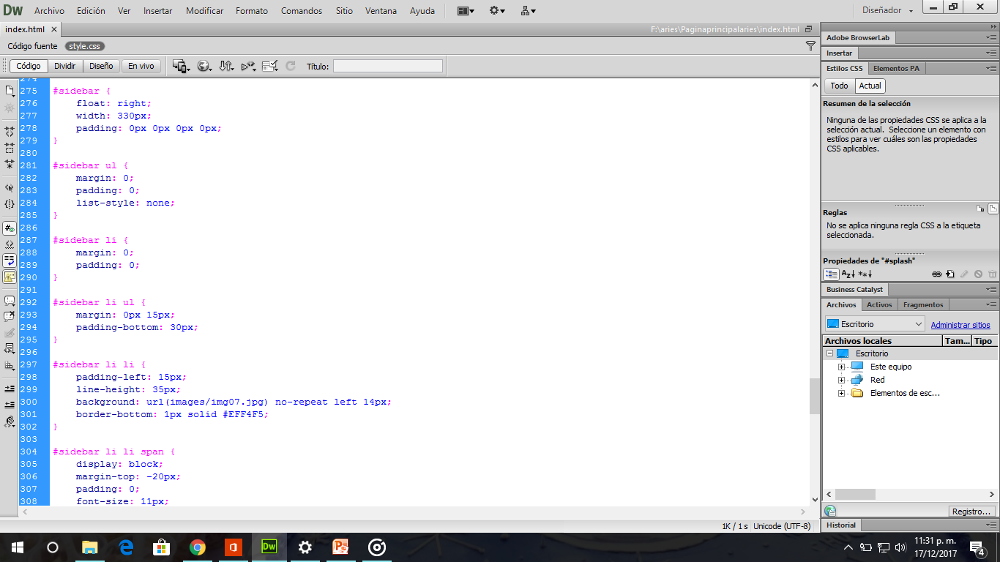 Dw Archivo Edición Ver Insertar Modificar Formato Comandos Sitio Ventana Ayuda Diseñador
index.html F:\aries\Paginaprincipalaries\index.html
Código fuente style.css
Código Dividir Diseño En vivo Título:
274
275 #sidebar {
276 float: right;
277 width: 330px;
278 padding: 0px 0px 0px 0px;
279 }
280
281 #sidebar ul {
282 margin: 0;
283 padding: 0;
284 list-style: none;
285 }
286
287 #sidebar li {
288 margin: 0;
289 padding: 0;
290 }
291
292 #sidebar li ul {
293 margin: 0px 15px;
294 padding-bottom: 30px;
295 }
296
297 #sidebar li li {
298 padding-left: 15px;
299 line-height: 35px;
300 background: url(images/img07.jpg) no-repeat left 14px;
301 border-bottom: 1px solid #EFF4F5;
302 }
303
304 #sidebar li li span {
305 display: block;
306 margin-top: -20px;
307 padding: 0;
308 font-size: 11px;
1K / 1 s Unicode (UTF-8)
Adobe BrowserLab
Insertar
Estilos CSS Elementos PA
Todo Actual
Resumen de la selección
Ninguna de las propiedades CSS se aplica a la
selección actual. Seleccione un elemento con
estilos para ver cuáles son las propiedades
CSS aplicables.
Reglas
No se aplica ninguna regla CSS a la etiqueta
seleccionada.
Propiedades de "#splash"
Business Catalyst
Archivos Activos Fragmentos
Escritorio Administrar sitios
Archivos locales Tam... Tipo
Escritorio
Este equipo
Red
Elementos de esc...
Registro...
Historial
Dw
11:31 p. m.
17/12/2017
4